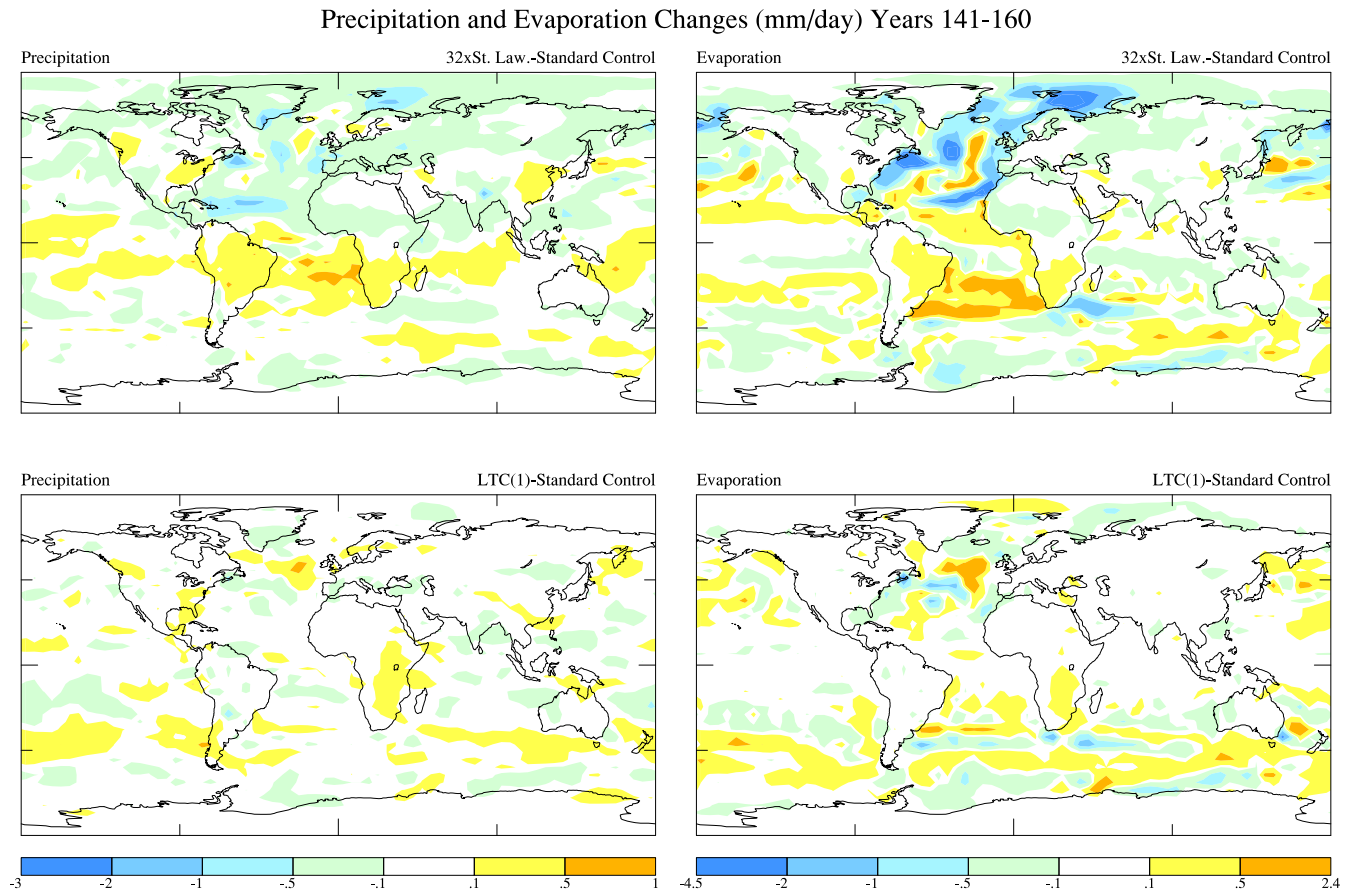 Precipitation and Evaporation Changes (mm/day) Years 141-160
Precipitation 32xSt. Law.-Standard Control
Evaporation 32xSt. Law.-Standard Control
Precipitation LTC(1)-Standard Control
Evaporation LTC(1)-Standard Control
-3 -2 -1 -.5 -.1 .1 .5 1
-4.5 -2 -1 -.5 -.1 .1 .5 2.4